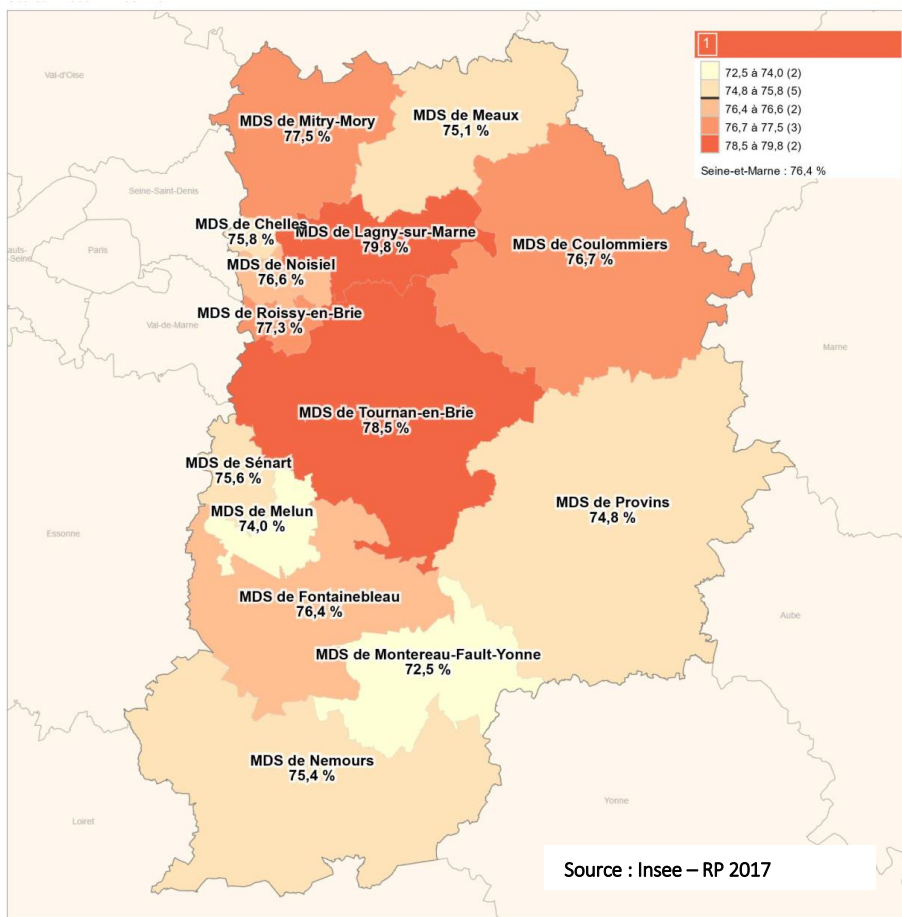 1
72,5 à 74,0 (2)
74,8 à 75,8 (5)
76,4 à 76,6 (2)
76,7 à 77,5 (3)
78,5 à 79,8 (2)
Seine-et-Marne : 76,4 %
Val-d'Oise
MDS de Mitry-Mory
77,5 %
MDS de Meaux
75,1 %
Seine-Saint-Denis
MDS de Chelles
75,8 %
MDS de Lagny-sur-Marne
79,8 %
MDS de Coulommiers
76,7 %
auts-
-Seine
Paris
MDS de Noisiel
76,6 %
MDS de Roissy-en-Brie
77,3 %
Val-de-Marne
Marne
MDS de Tournan-en-Brie
78,5 %
MDS de Sénart
75,6 %
MDS de Melun
74,0 %
MDS de Provins
74,8 %
Essonne
MDS de Fontainebleau
76,4 %
Aube
MDS de Montereau-Fault-Yonne
72,5 %
MDS de Nemours
75,4 %
Yonne
Loiret
Source : Insee – RP 2017